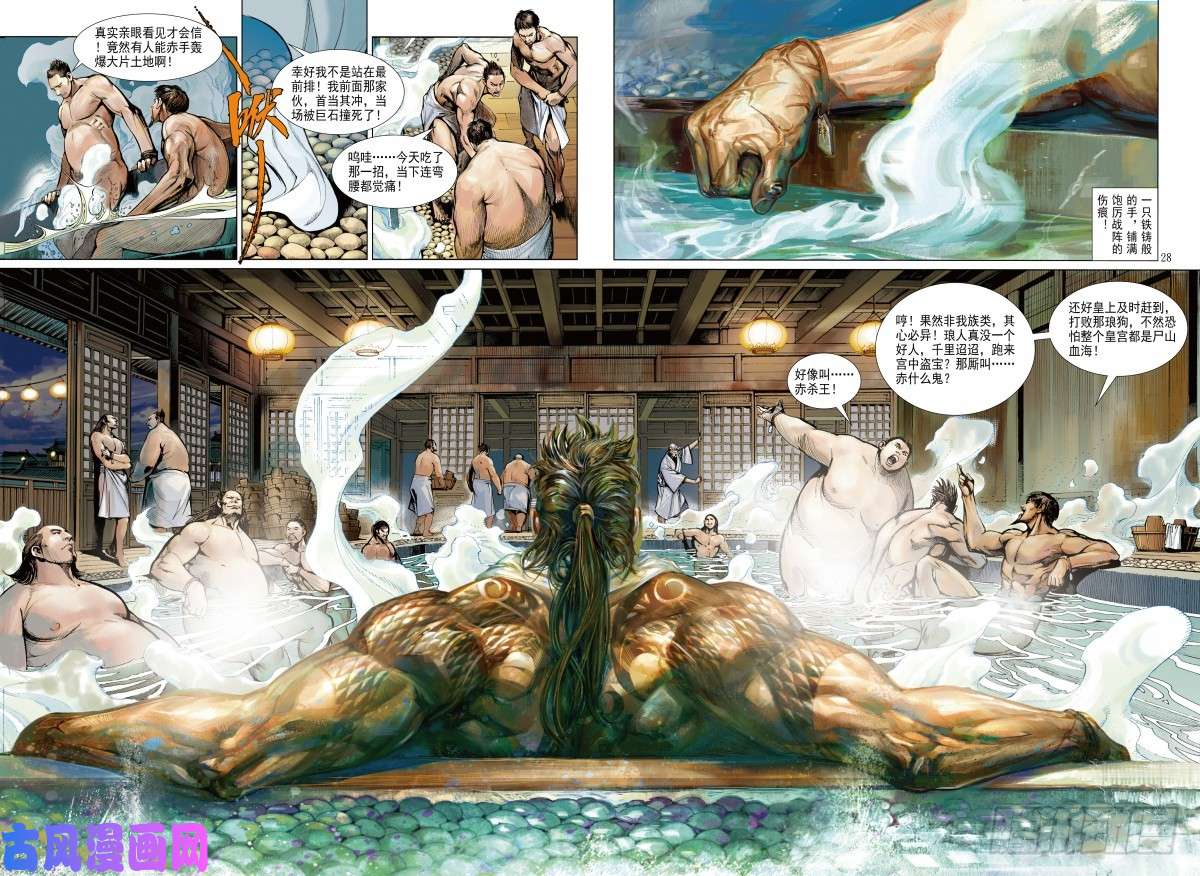 真实亲眼看见才会信
！竟然有人能赤手轰
爆大片土地啊！
幸好我不是站在最
前排！我前面那家
伙，首当其冲，当
场被巨石撞死了！
呜哇……今天吃了
那一招，当下连弯
腰都觉痛！
一只铁铸般
的手，铺满
饱厉战阵的
伤痕！
28
好像叫……
赤杀王！
哼！果然非我族类，其
心必异！琅人真没一个
好人，千里迢迢，跑来
宫中盗宝？那厮叫……
赤什么鬼？
还好皇上及时赶到，
打败那琅狗，不然恐
怕整个皇宫都是尸山
血海！
古风漫画网